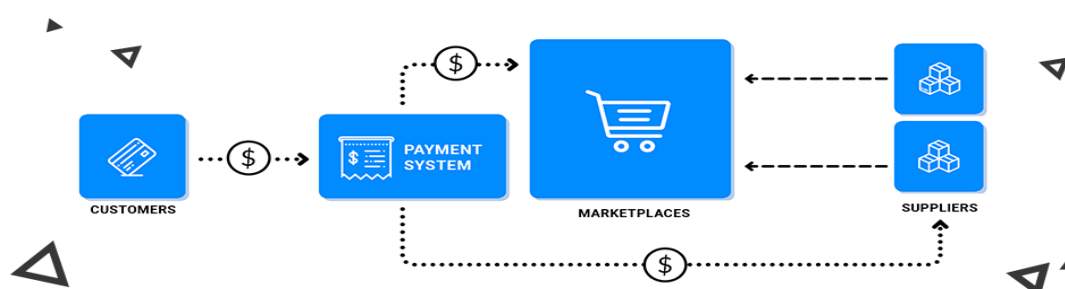 $
$
PAYMENT
SYSTEM
$
CUSTOMERS
MARKETPLACES
SUPPLIERS
$